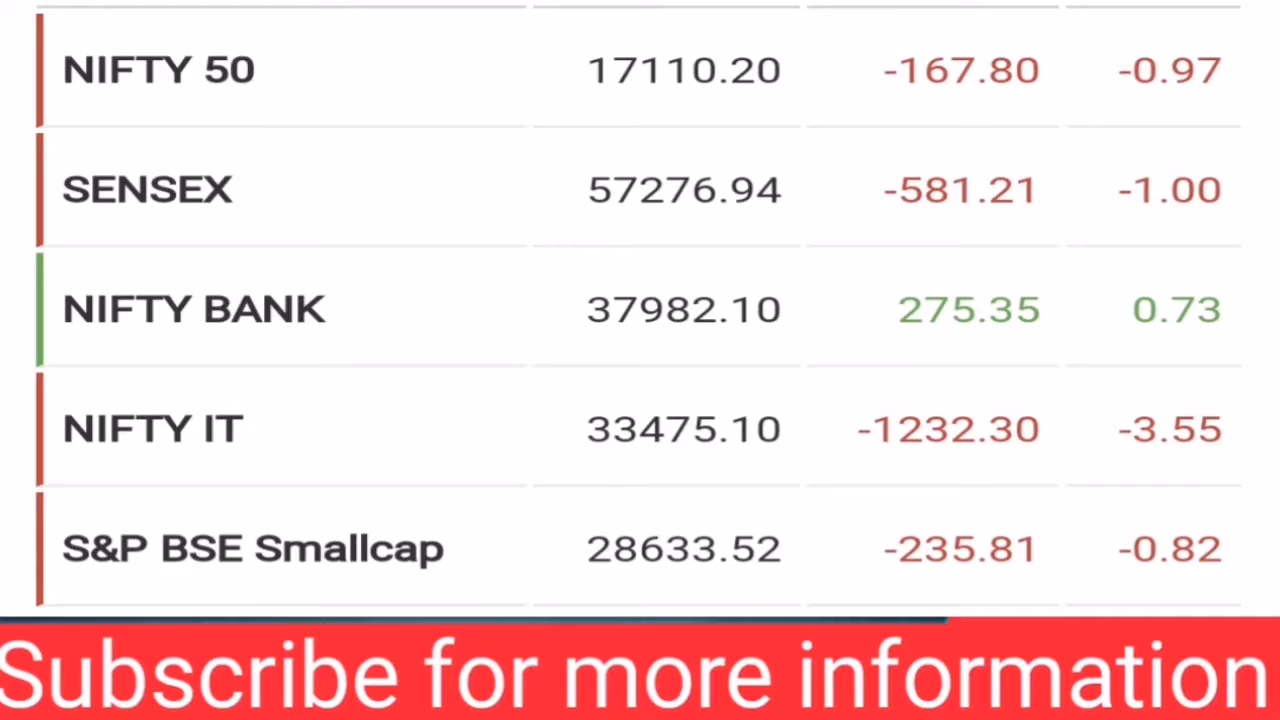 NIFTY 50 17110.20 -167.80 -0.97
SENSEX 57276.94 -581.21 -1.00
NIFTY BANK 37982.10 275.35 0.73
NIFTY IT 33475.10 -1232.30 -3.55
S&P BSE Smallcap 28633.52 -235.81 -0.82
Subscribe for more information